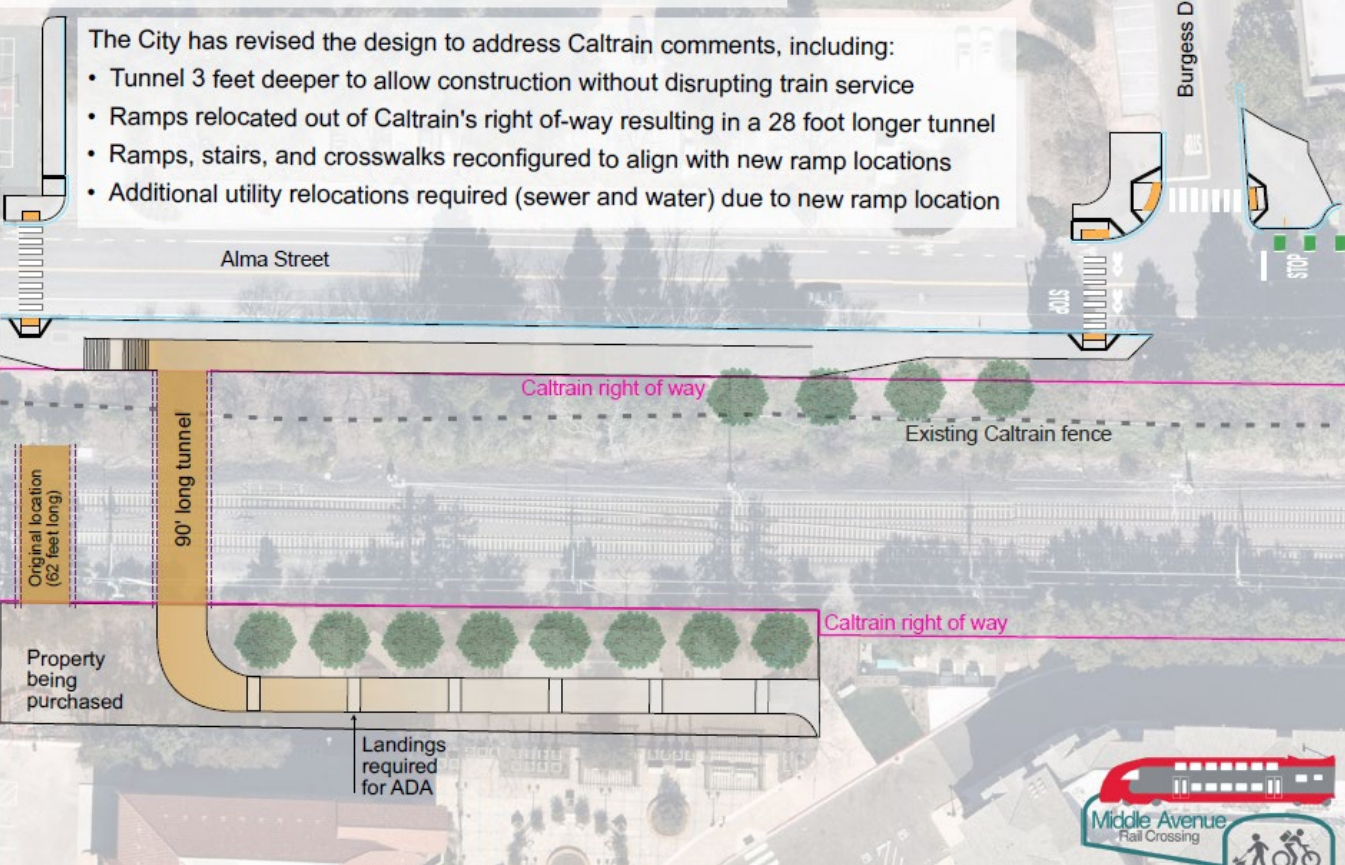 The City has revised the design to address Caltrain comments, including:
• Tunnel 3 feet deeper to allow construction without disrupting train service
• Ramps relocated out of Caltrain's right of-way resulting in a 28 foot longer tunnel
• Ramps, stairs, and crosswalks reconfigured to align with new ramp locations
• Additional utility relocations required (sewer and water) due to new ramp location
Burgess D
STOP
Alma Street
STOP
STOP
Caltrain right of way
Existing Caltrain fence
Original location
(62 feet long)
90' long tunnel
Caltrain right of way
Property
being
purchased
Landings
required
for ADA
Middle Avenue
Rail Crossing